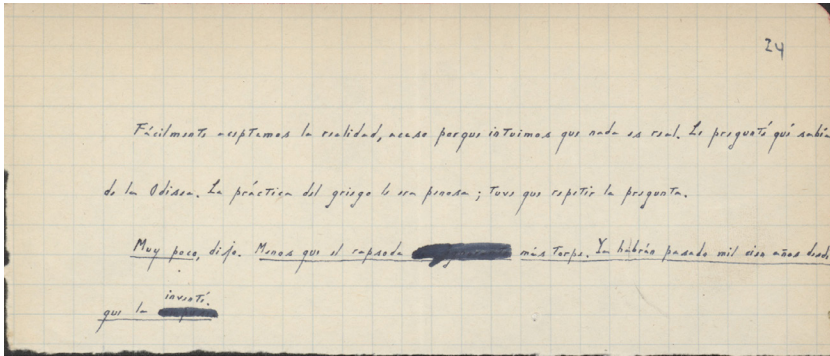 24
Fácilmente aceptamos la realidad, acaso porque intuimos que nada es real. Le pregunté qué sabía
de la Odisea. La práctica del griego le era penosa; tuve que repetir la pregunta.
Muy poco, dijo. Menos que el rapsoda más torpe. Ya habrán pasado mil cien años desde
que la inventé.